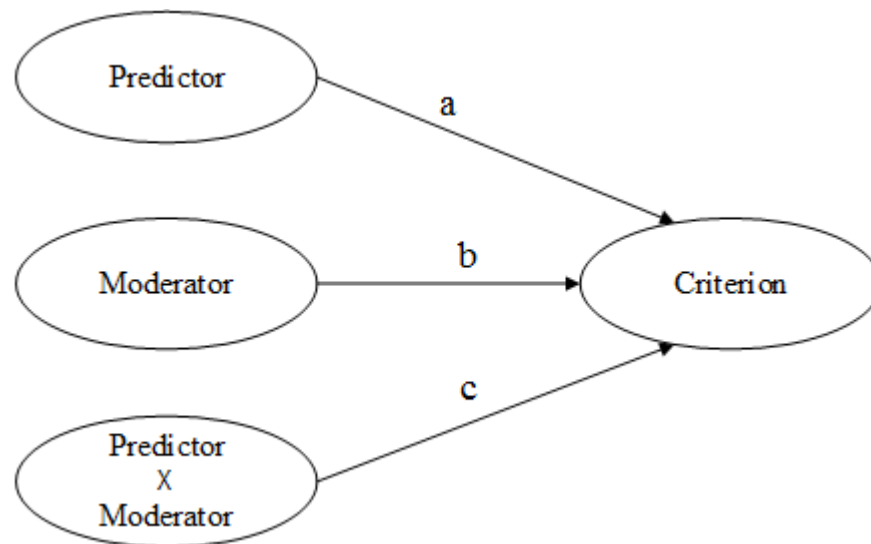 Predictor
a
Moderator
b
Criterion
c
Predictor
X
Moderator